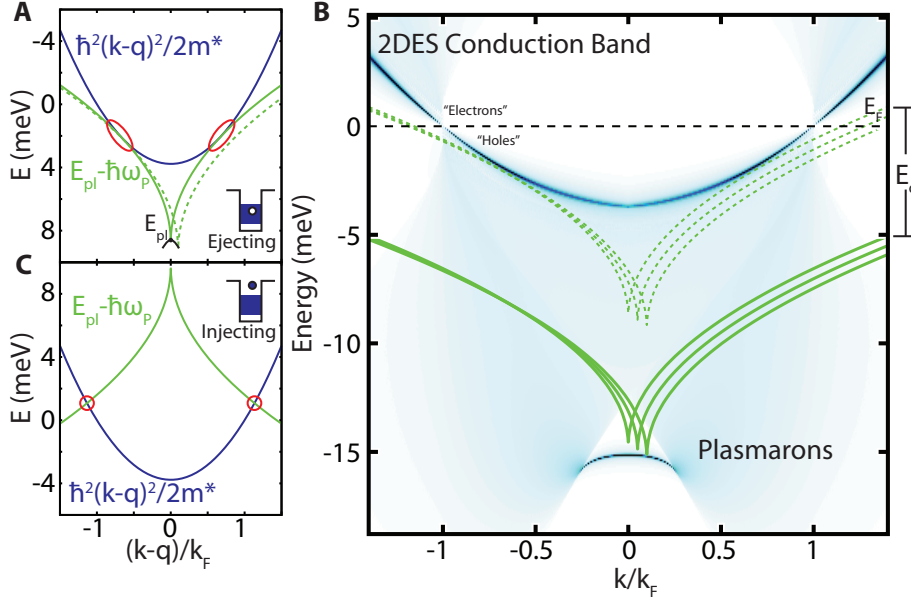 A
ħ²(k-q)²/2m*
-4
0
4
8
E (meV)
E_pl-ħω_P
E_pl
Ejecting
C
E_pl-ħω_P
Injecting
8
4
0
-4
E (meV)
ħ²(k-q)²/2m*
-1 0 1
(k-q)/k_F
B
2DES Conduction Band
5
0
-5
-10
-15
Energy (meV)
"Electrons"
E_F
"Holes"
Plasmarons
-1 -0.5 0 0.5 1
k/k_F